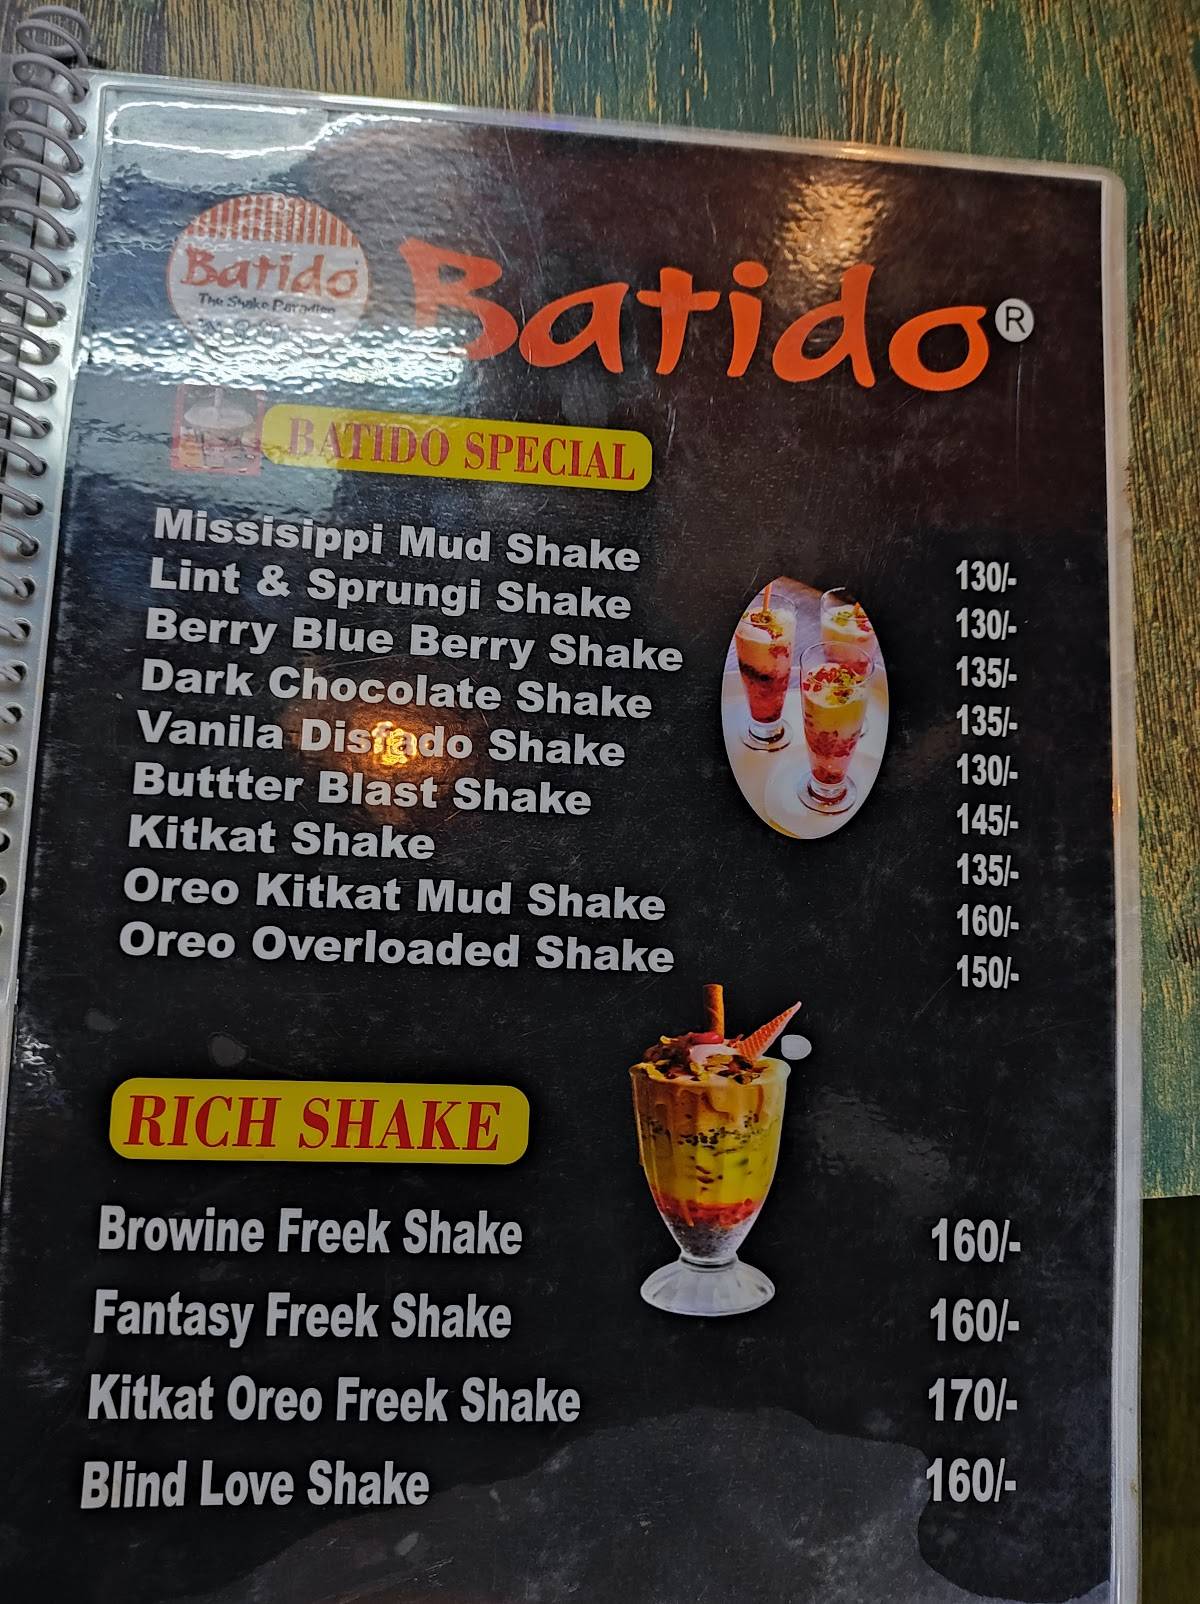 Batido
The Shake Paradise
Batido®
BATIDO SPECIAL
Missisippi Mud Shake 130/-
Lint & Sprungi Shake 130/-
Berry Blue Berry Shake 135/-
Dark Chocolate Shake 135/-
Vanila Disfado Shake 130/-
Buttter Blast Shake 145/-
Kitkat Shake 135/-
Oreo Kitkat Mud Shake 160/-
Oreo Overloaded Shake 150/-
RICH SHAKE
Browine Freek Shake 160/-
Fantasy Freek Shake 160/-
Kitkat Oreo Freek Shake 170/-
Blind Love Shake 160/-